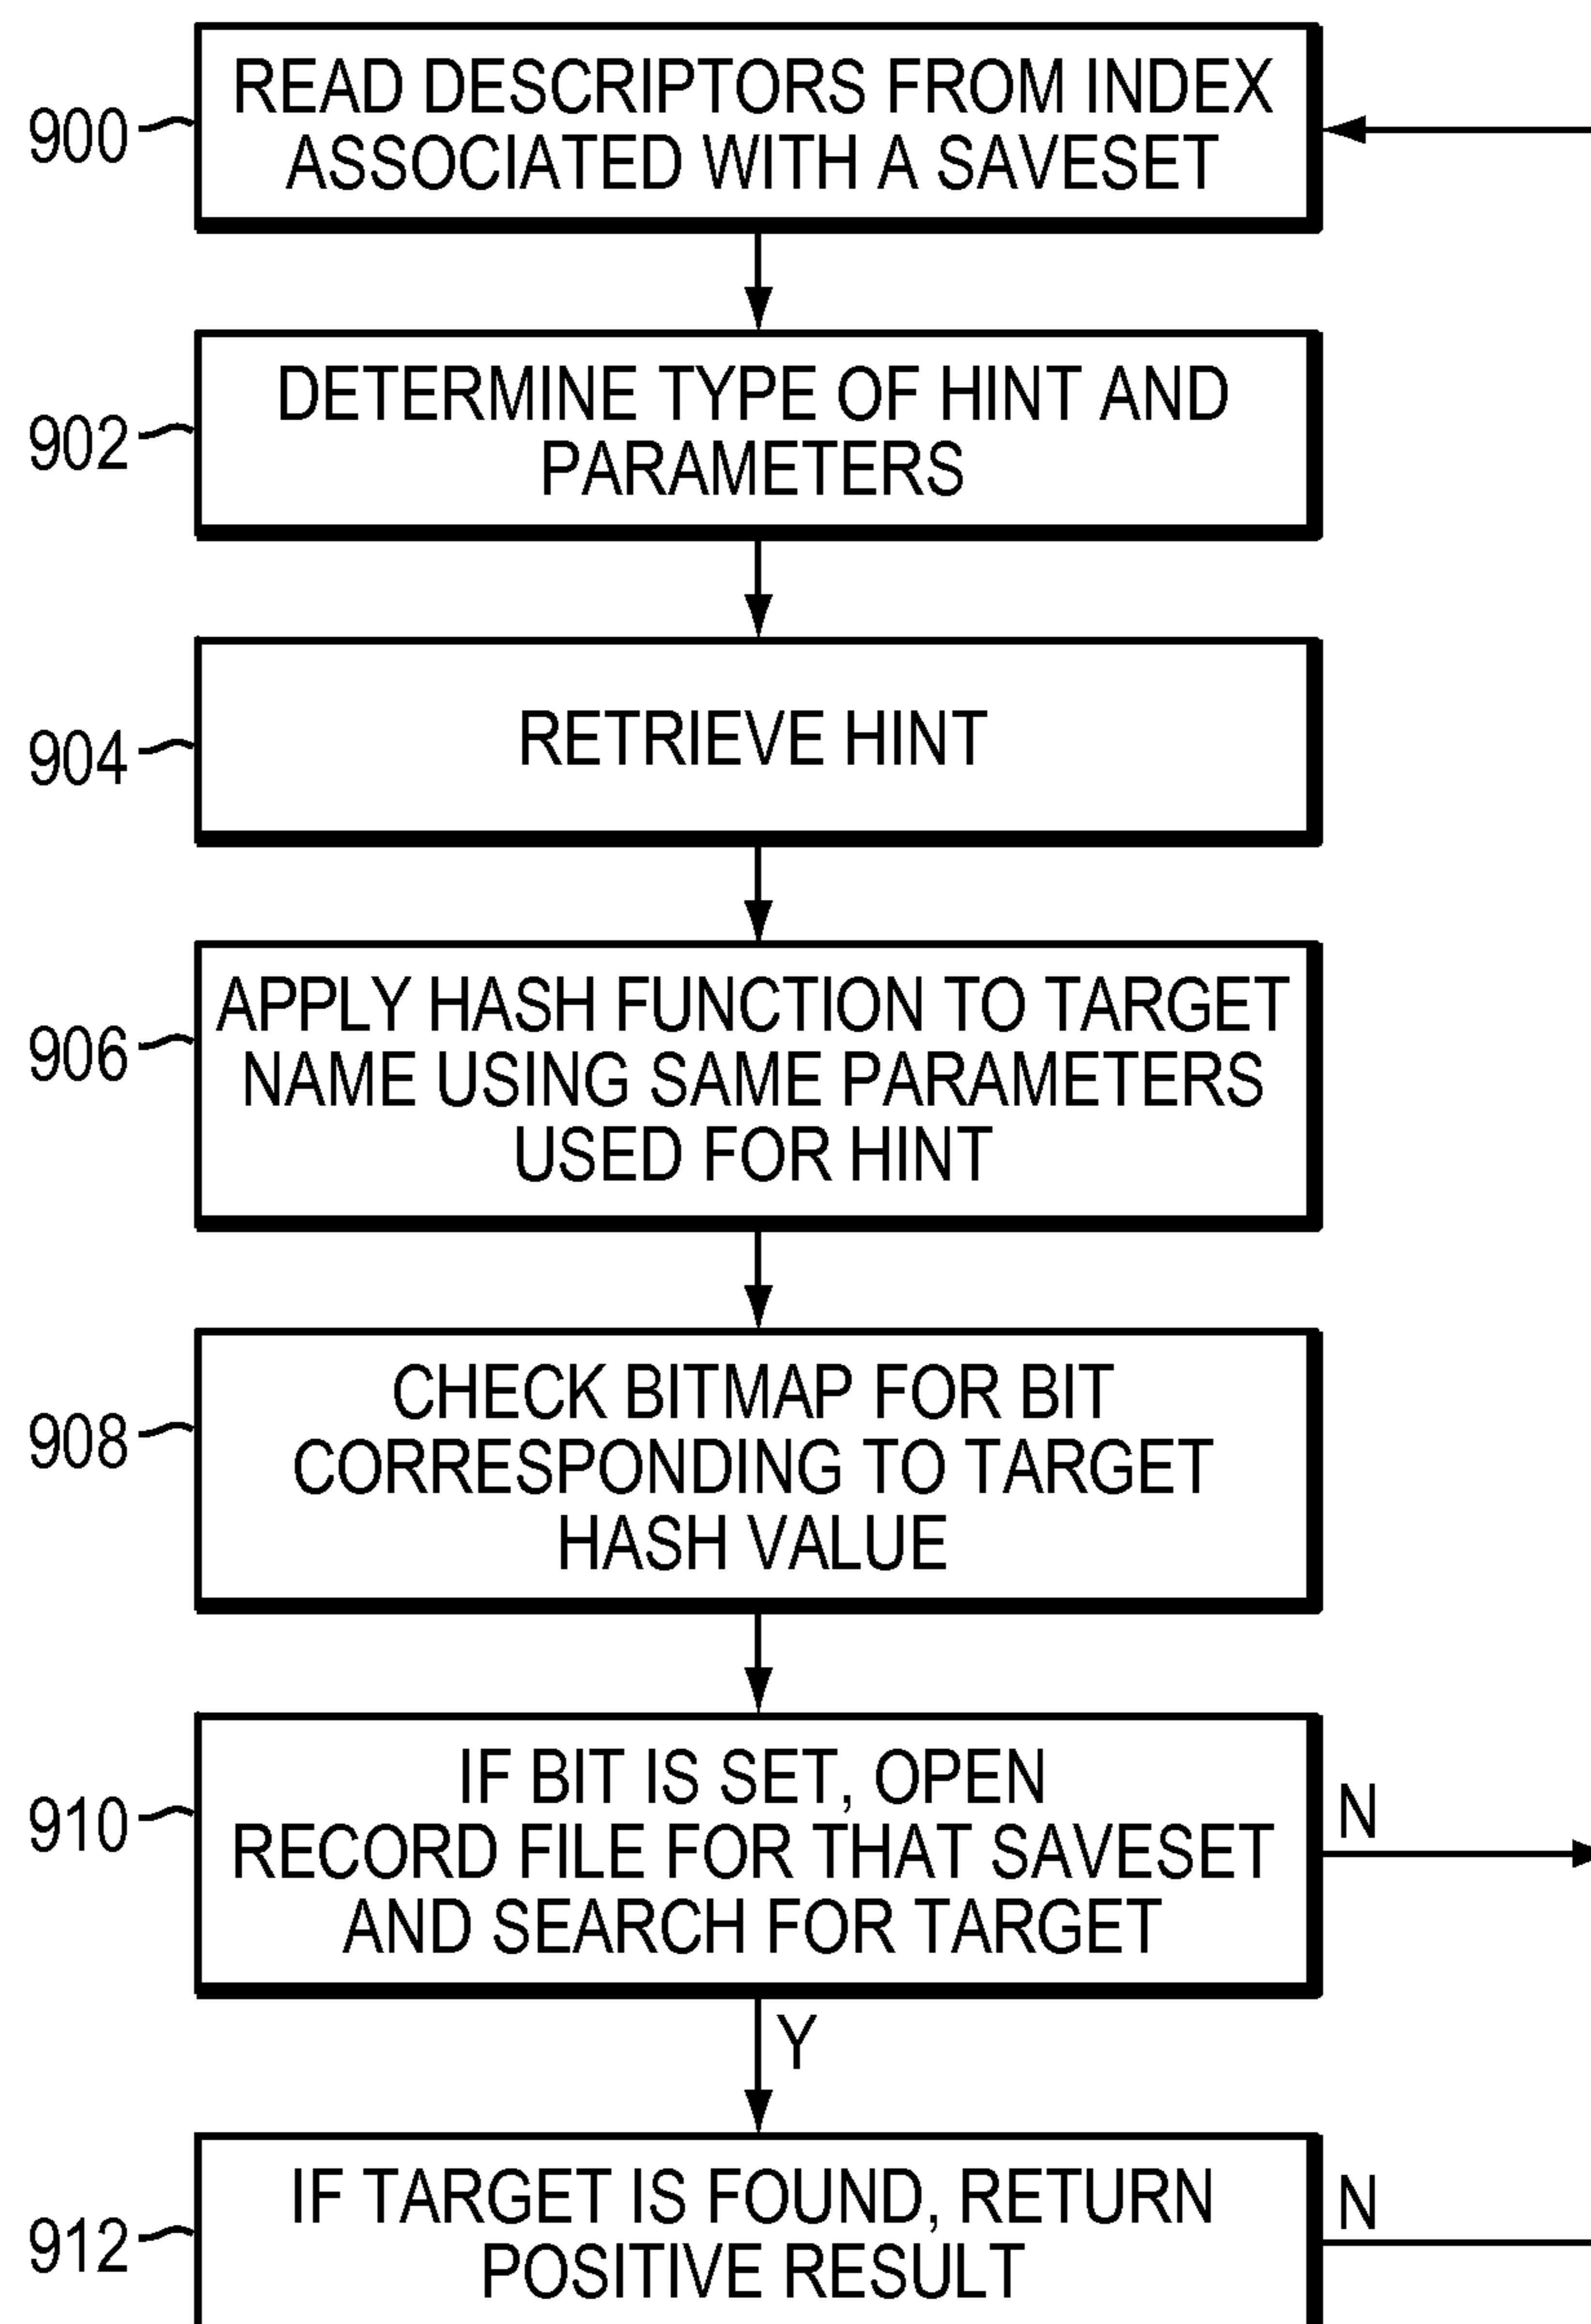 900
READ DESCRIPTORS FROM INDEX
ASSOCIATED WITH A SAVESET
902
DETERMINE TYPE OF HINT AND
PARAMETERS
904
RETRIEVE HINT
906
APPLY HASH FUNCTION TO TARGET
NAME USING SAME PARAMETERS
USED FOR HINT
908
CHECK BITMAP FOR BIT
CORRESPONDING TO TARGET
HASH VALUE
910
IF BIT IS SET, OPEN
RECORD FILE FOR THAT SAVESET
AND SEARCH FOR TARGET
N
Y
912
IF TARGET IS FOUND, RETURN
POSITIVE RESULT
N